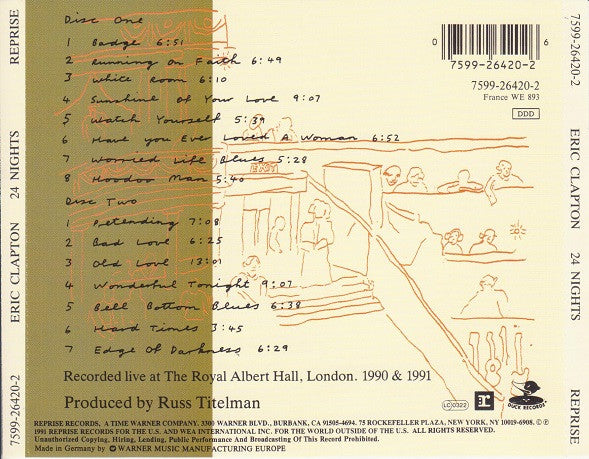 Disc One
1 Badge 6:51
2 Running on Faith 6:49
3 White Room 6:10
4 Sunshine of Your Love 9:07
5 Watch Yourself 5:39
6 Have you Ever Loved A Woman 6:52
7 Worried Life Blues 5:28
8 Hoodoo Man 5:40
Disc Two
1 Pretending 7:08
2 Bad Love 6:25
3 Old Love 13:01
4 Wonderful Tonight 9:07
5 Bell Bottom Blues 6:38
6 Hard Times 3:45
7 Edge of Darkness 6:29
EXIT
0 6
7599-26420-2
7599-26420-2
France WE 893
DDD
Recorded live at The Royal Albert Hall, London. 1990 & 1991
Produced by Russ Titelman
LC 0322
r
DUCK RECORDS
REPRISE RECORDS, A TIME WARNER COMPANY. 3300 WARNER BLVD., BURBANK, CA 91505-4694. 75 ROCKEFELLER PLAZA, NEW YORK, NY 10019-6908, © ℗
1991 REPRISE RECORDS FOR THE U.S. AND WEA INTERNATIONAL INC. FOR THE WORLD OUTSIDE OF THE U.S. ALL RIGHTS RESERVED.
Unauthorized Copying, Hiring, Lending, Public Performance And Broadcasting Of This Record Prohibited.
Made in Germany by WARNER MUSIC MANUFACTURING EUROPE
7599-26420-2 ERIC CLAPTON 24 NIGHTS REPRISE
7599-26420-2 ERIC CLAPTON 24 NIGHTS REPRISE